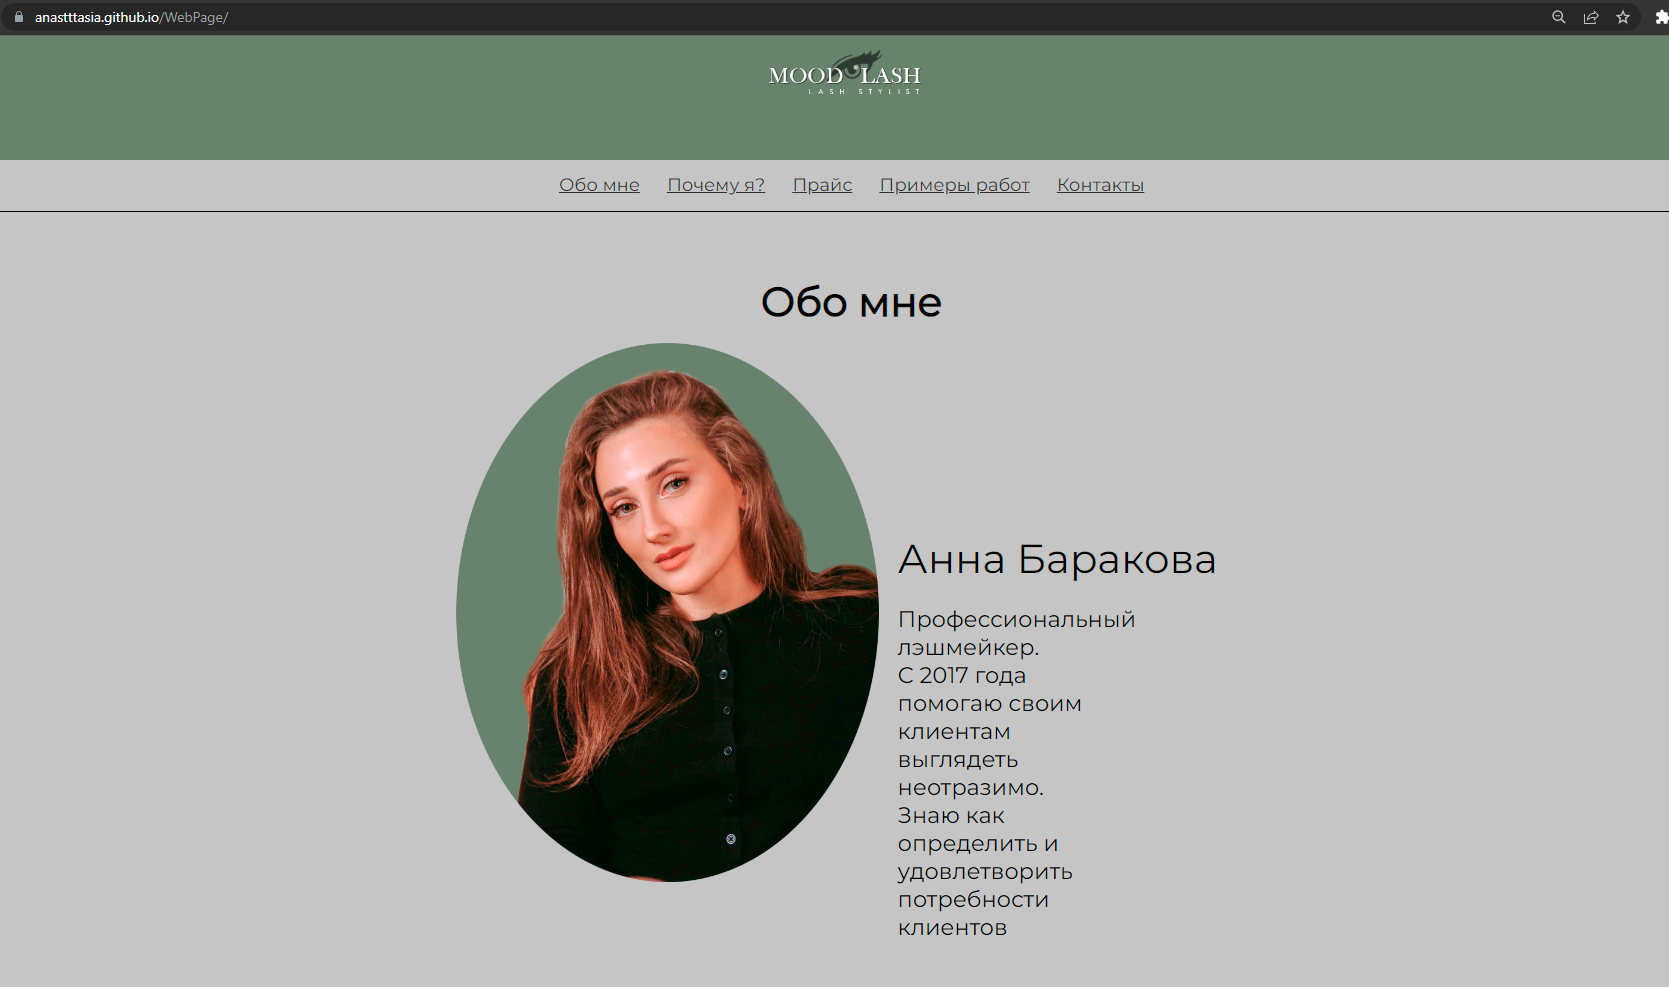 anastttasia.github.io/WebPage/
MOOD LASH
LASH STYLIST
Обо мне Почему я? Прайс Примеры работ Контакты
Обо мне
Анна Баракова
Профессиональный
лэшмейкер.
С 2017 года
помогаю своим
клиентам
выглядеть
неотразимо.
Знаю как
определить и
удовлетворить
потребности
клиентов